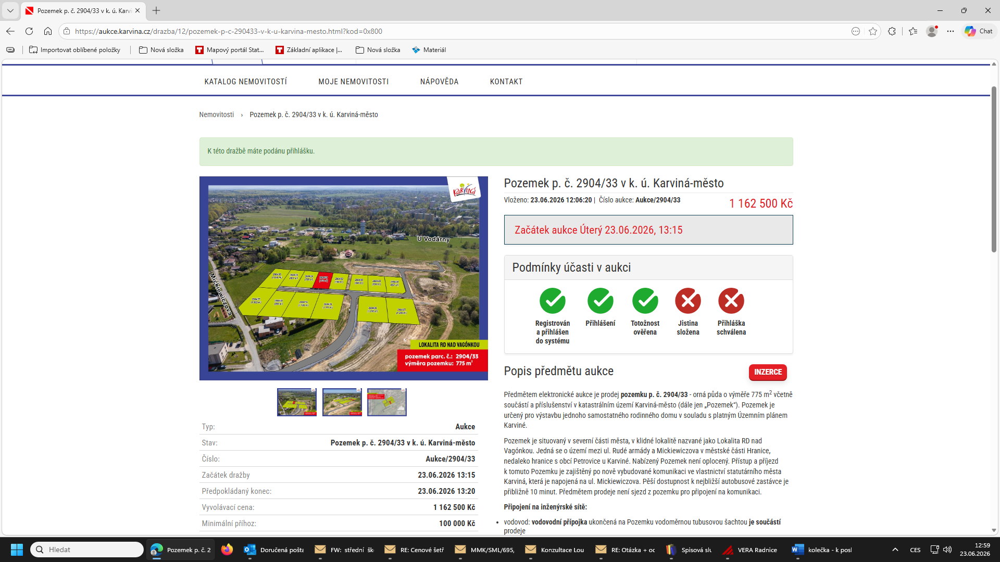 Pozemek p. č. 2904/33 v k. ú. Karvi
https://aukce.karvina.cz/drazba/12/pozemek-p-c-290433-v-k-u-karvina-mesto.html?kod=0x800
Chat
Importovat oblíbené položky
Nová složka
Mapový portál Stat...
Základní aplikace |...
Nová složka
Materiál
KATALOG NEMOVITOSTÍ
MOJE NEMOVITOSTI
NÁPOVĚDA
KONTAKT
Nemovitosti › Pozemek p. č. 2904/33 v k. ú. Karviná-město
K této dražbě máte podánu přihlášku.
KARVINÁ
U Vodárny
Mickiewiczova
LOKALITA RD NAD VAGÓNKOU
pozemek parc. č.: 2904/33
výměra pozemku: 775 m²
Typ: Aukce
Stav: Pozemek p. č. 2904/33 v k. ú. Karviná-město
Číslo: Aukce/2904/33
Začátek dražby 23.06.2026 13:15
Předpokládaný konec: 23.06.2026 13:20
Vyvolávací cena: 1 162 500 Kč
Minimální příhoz: 100 000 Kč
Pozemek p. č. 2904/33 v k. ú. Karviná-město
Vloženo: 23.06.2026 12:06:20 | Číslo aukce: Aukce/2904/33
1 162 500 Kč
Začátek aukce Úterý 23.06.2026, 13:15
Podmínky účasti v aukci
Registrován
a přihlášen
do systému
Přihlášení
Totožnost
ověřena
Jistina
složena
Přihláška
schválena
Popis předmětu aukce
INZERCE
Předmětem elektronické aukce je prodej pozemku p. č. 2904/33 - orná půda o výměře 775 m² včetně
součástí a příslušenství v katastrálním území Karviná-město (dále jen „Pozemek“). Pozemek je
určený pro výstavbu jednoho samostatného rodinného domu v souladu s platným Územním plánem
Karviné.
Pozemek je situovaný v severní části města, v klidné lokalitě nazvané jako Lokalita RD nad
Vagónkou. Jedná se o území mezi ul. Rudé armády a Mickiewiczova v městské části Hranice,
nedaleko hranice s obcí Petrovice u Karviné. Nabízený Pozemek není oplocený. Přístup a příjezd
k tomuto Pozemku je zajištěný po nově vybudované komunikaci ve vlastnictví statutárního města
Karviná, která je napojená na ul. Mickiewiczova. Pěší dostupnost k nejbližší autobusové zastávce je
přibližně 10 minut. Předmětem prodeje není sjezd z pozemku pro připojení na komunikaci.
Připojení na inženýrské sítě:
• vodovod: vodovodní přípojka ukončená na Pozemku vodoměrnou tubusovou šachtou je součástí
prodeje
Hledat
Pozemek p. č. 2
Doručená pošta
FW: střední šk
RE: Cenové šetř
MMK/SML/695,
Konzultace Lou
RE: Otázka + oc
Spisová slu
VERA Radnice
kolečka - k posl
CES
12:59
23.06.2026